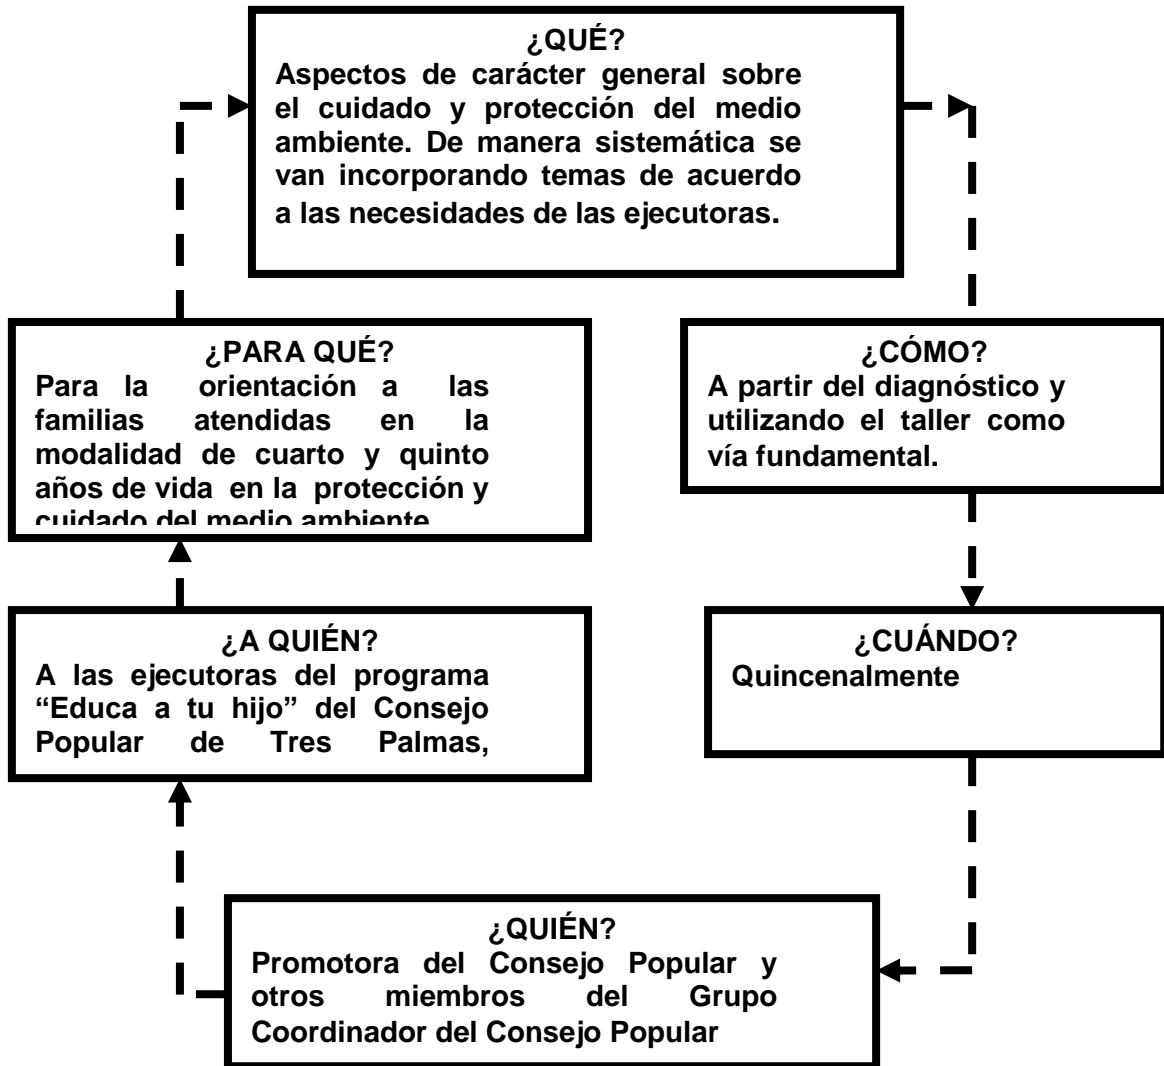 ¿QUÉ?
Aspectos de carácter general sobre
el cuidado y protección del medio
ambiente. De manera sistemática se
van incorporando temas de acuerdo
a las necesidades de las ejecutoras.
¿PARA QUÉ?
Para la orientación a las
familias atendidas en la
modalidad de cuarto y quinto
años de vida en la protección y
cuidado del medio ambiente
¿CÓMO?
A partir del diagnóstico y
utilizando el taller como
vía fundamental.
¿A QUIÉN?
A las ejecutoras del programa
“Educa a tu hijo” del Consejo
Popular de Tres Palmas,
¿CUÁNDO?
Quincenalmente
¿QUIÉN?
Promotora del Consejo Popular y
otros miembros del Grupo
Coordinador del Consejo Popular